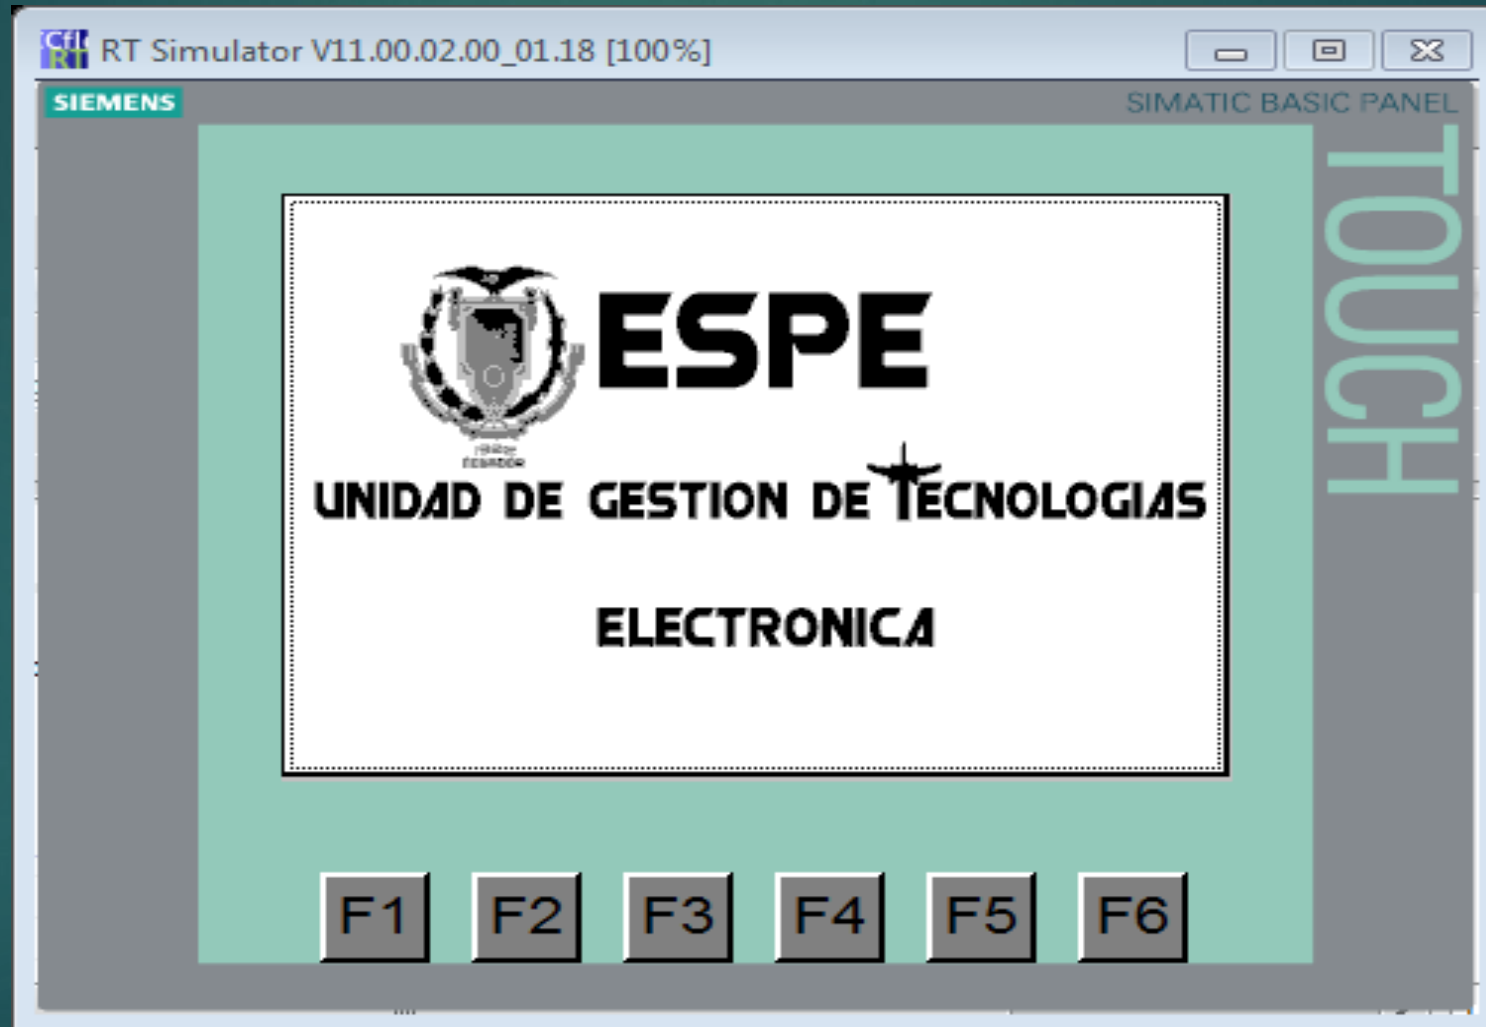 RT Simulator V11.00.02.00_01.18 [100%]
SIEMENS
SIMATIC BASIC PANEL
TOUCH
ESPE
ECUADOR
UNIDAD DE GESTION DE TECNOLOGIAS
ELECTRONICA
F1 F2 F3 F4 F5 F6